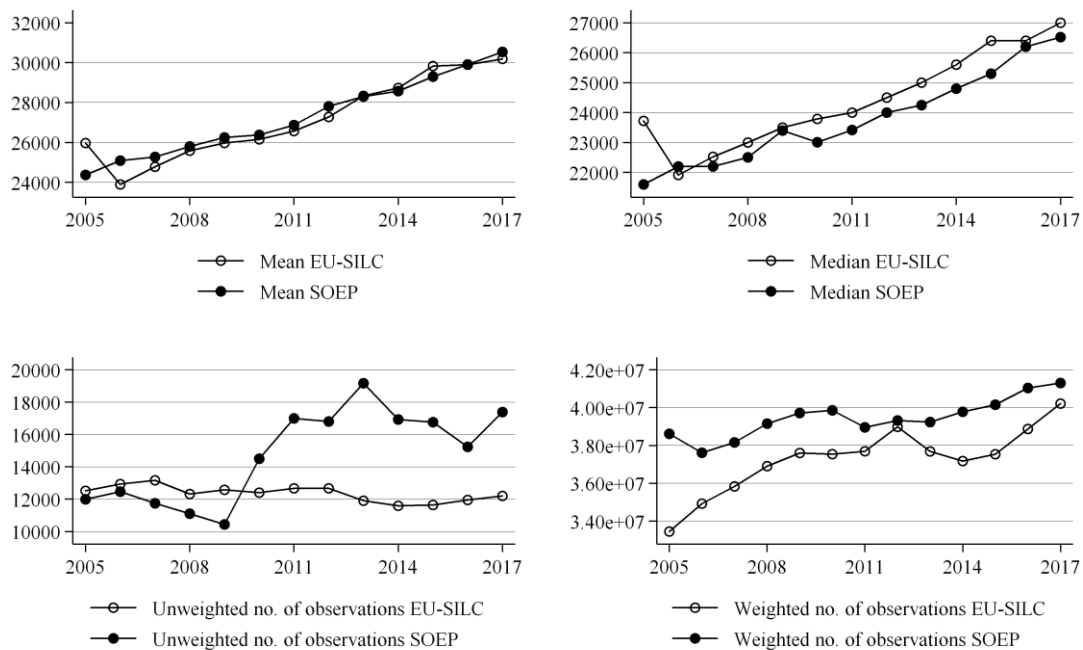 32000
30000
28000
26000
24000
2005 2008 2011 2014 2017
Mean EU-SILC
Mean SOEP
27000
26000
25000
24000
23000
22000
2005 2008 2011 2014 2017
Median EU-SILC
Median SOEP
20000
18000
16000
14000
12000
10000
2005 2008 2011 2014 2017
Unweighted no. of observations EU-SILC
Unweighted no. of observations SOEP
4.20e+07
4.00e+07
3.80e+07
3.60e+07
3.40e+07
2005 2008 2011 2014 2017
Weighted no. of observations EU-SILC
Weighted no. of observations SOEP